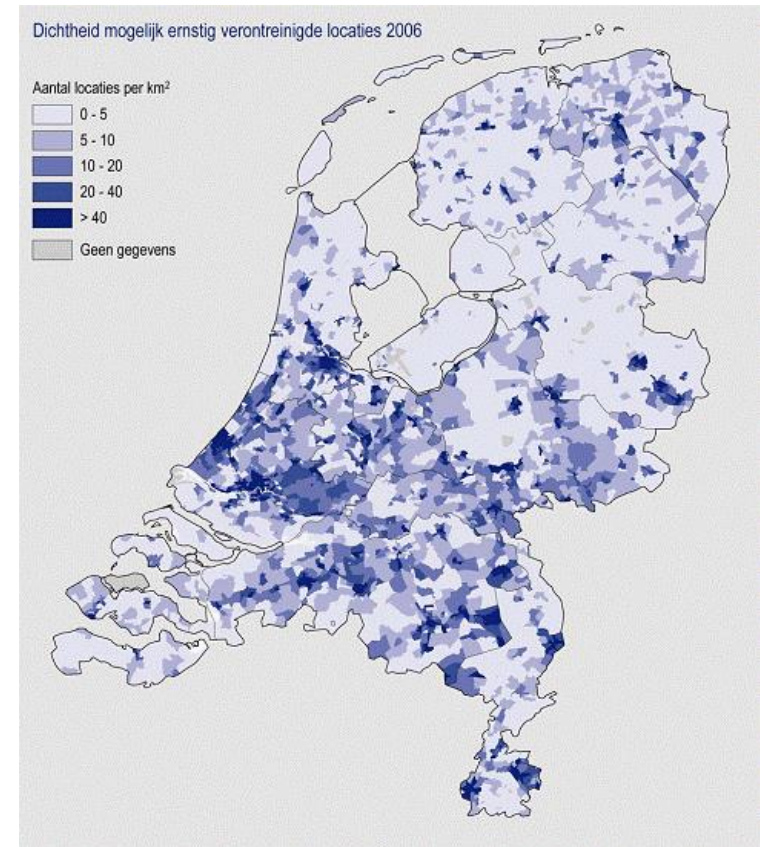 Dichtheid mogelijk ernstig verontreinigde locaties 2006
Aantal locaties per km²
0 - 5
5 - 10
10 - 20
20 - 40
> 40
Geen gegevens